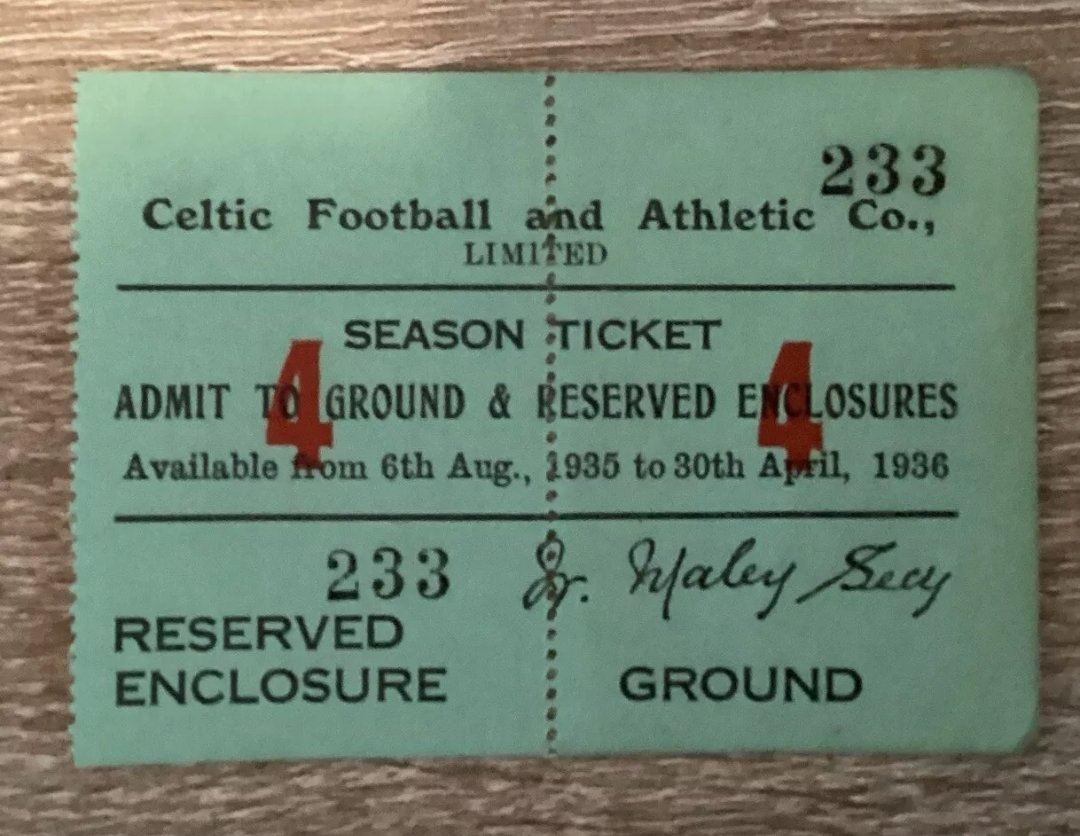 233
Celtic Football and Athletic Co.,
LIMITED
SEASON TICKET
ADMIT TO GROUND & RESERVED ENCLOSURES
4 4
Available from 6th Aug., 1935 to 30th April, 1936
233
Maley Secy
RESERVED
ENCLOSURE
GROUND